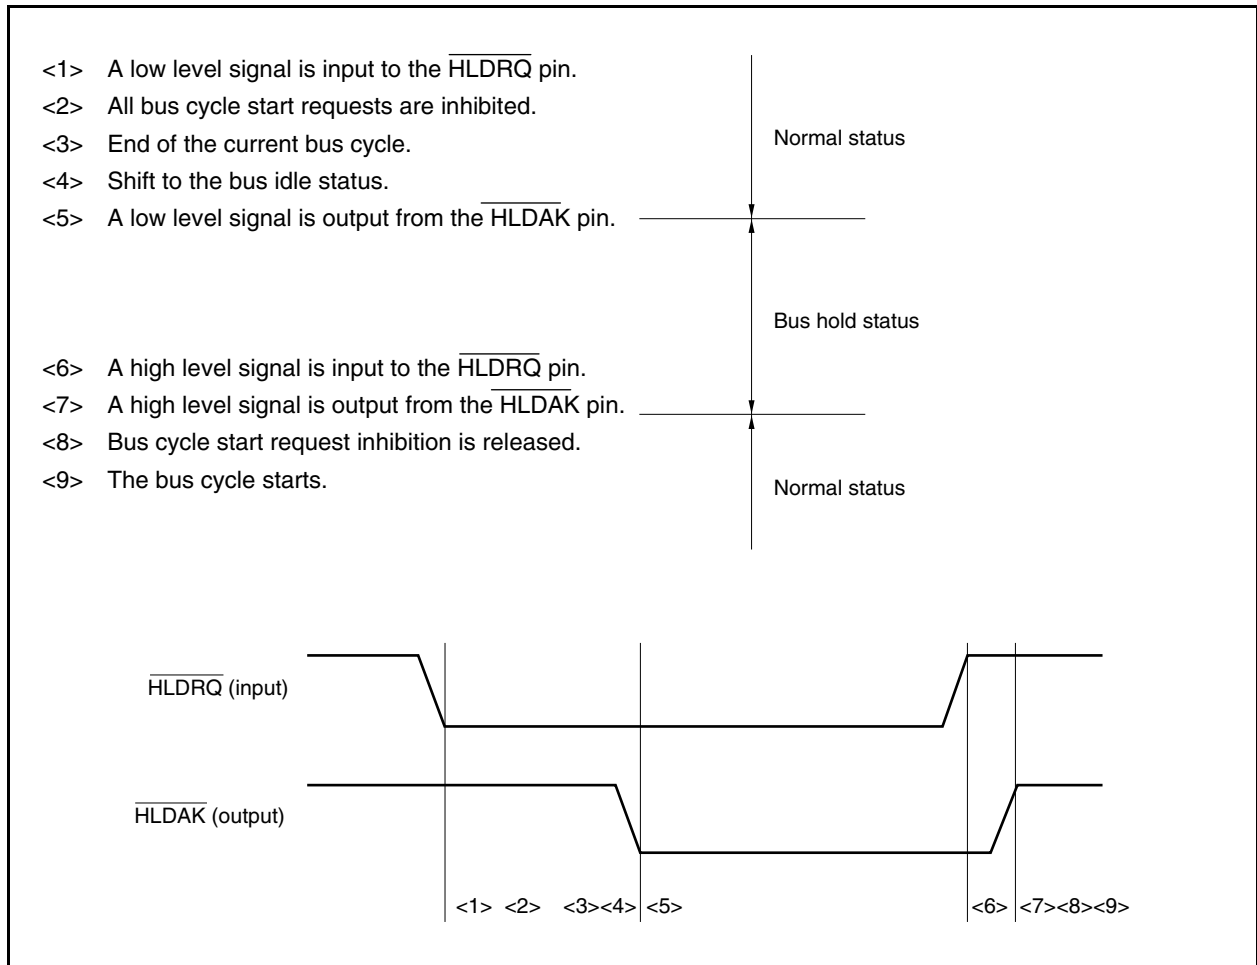 <1> A low level signal is input to the HLDRQ pin.
<2> All bus cycle start requests are inhibited.
<3> End of the current bus cycle.
<4> Shift to the bus idle status.
<5> A low level signal is output from the HLDAK pin.
Normal status
Bus hold status
<6> A high level signal is input to the HLDRQ pin.
<7> A high level signal is output from the HLDAK pin.
<8> Bus cycle start request inhibition is released.
<9> The bus cycle starts.
Normal status
HLDRQ (input)
HLDAK (output)
<1> <2> <3><4> <5> <6> <7><8><9>